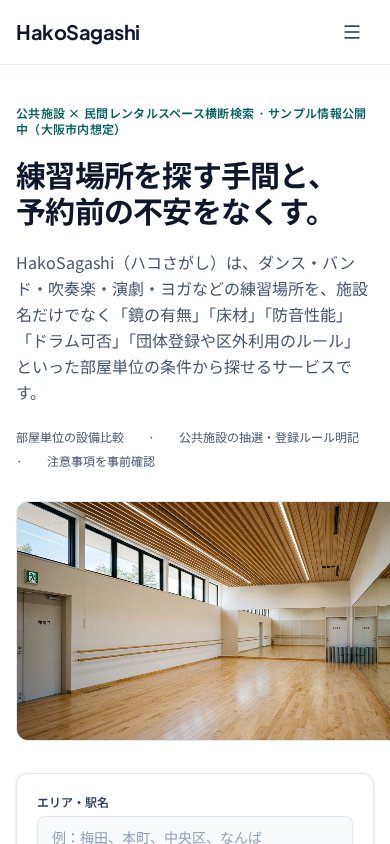 HakoSagashi
公共施設 × 民間レンタルスペース横断検索・サンプル情報公開
中（大阪市内想定）
練習場所を探す手間と、
予約前の不安をなくす。
HakoSagashi（ハコさがし）は、ダンス・バン
ド・吹奏楽・演劇・ヨガなどの練習場所を、施設
名だけでなく「鏡の有無」「床材」「防音性能」
「ドラム可否」「団体登録や区外利用のルール」
といった部屋単位の条件から探せるサービスで
す。
部屋単位の設備比較 · 公共施設の抽選・登録ルール明記
· 注意事項を事前確認
エリア・駅名
例：梅田、本町、中央区、なんば